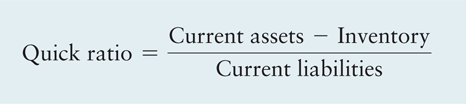 Quick ratio = Current assets − Inventory
Current liabilities